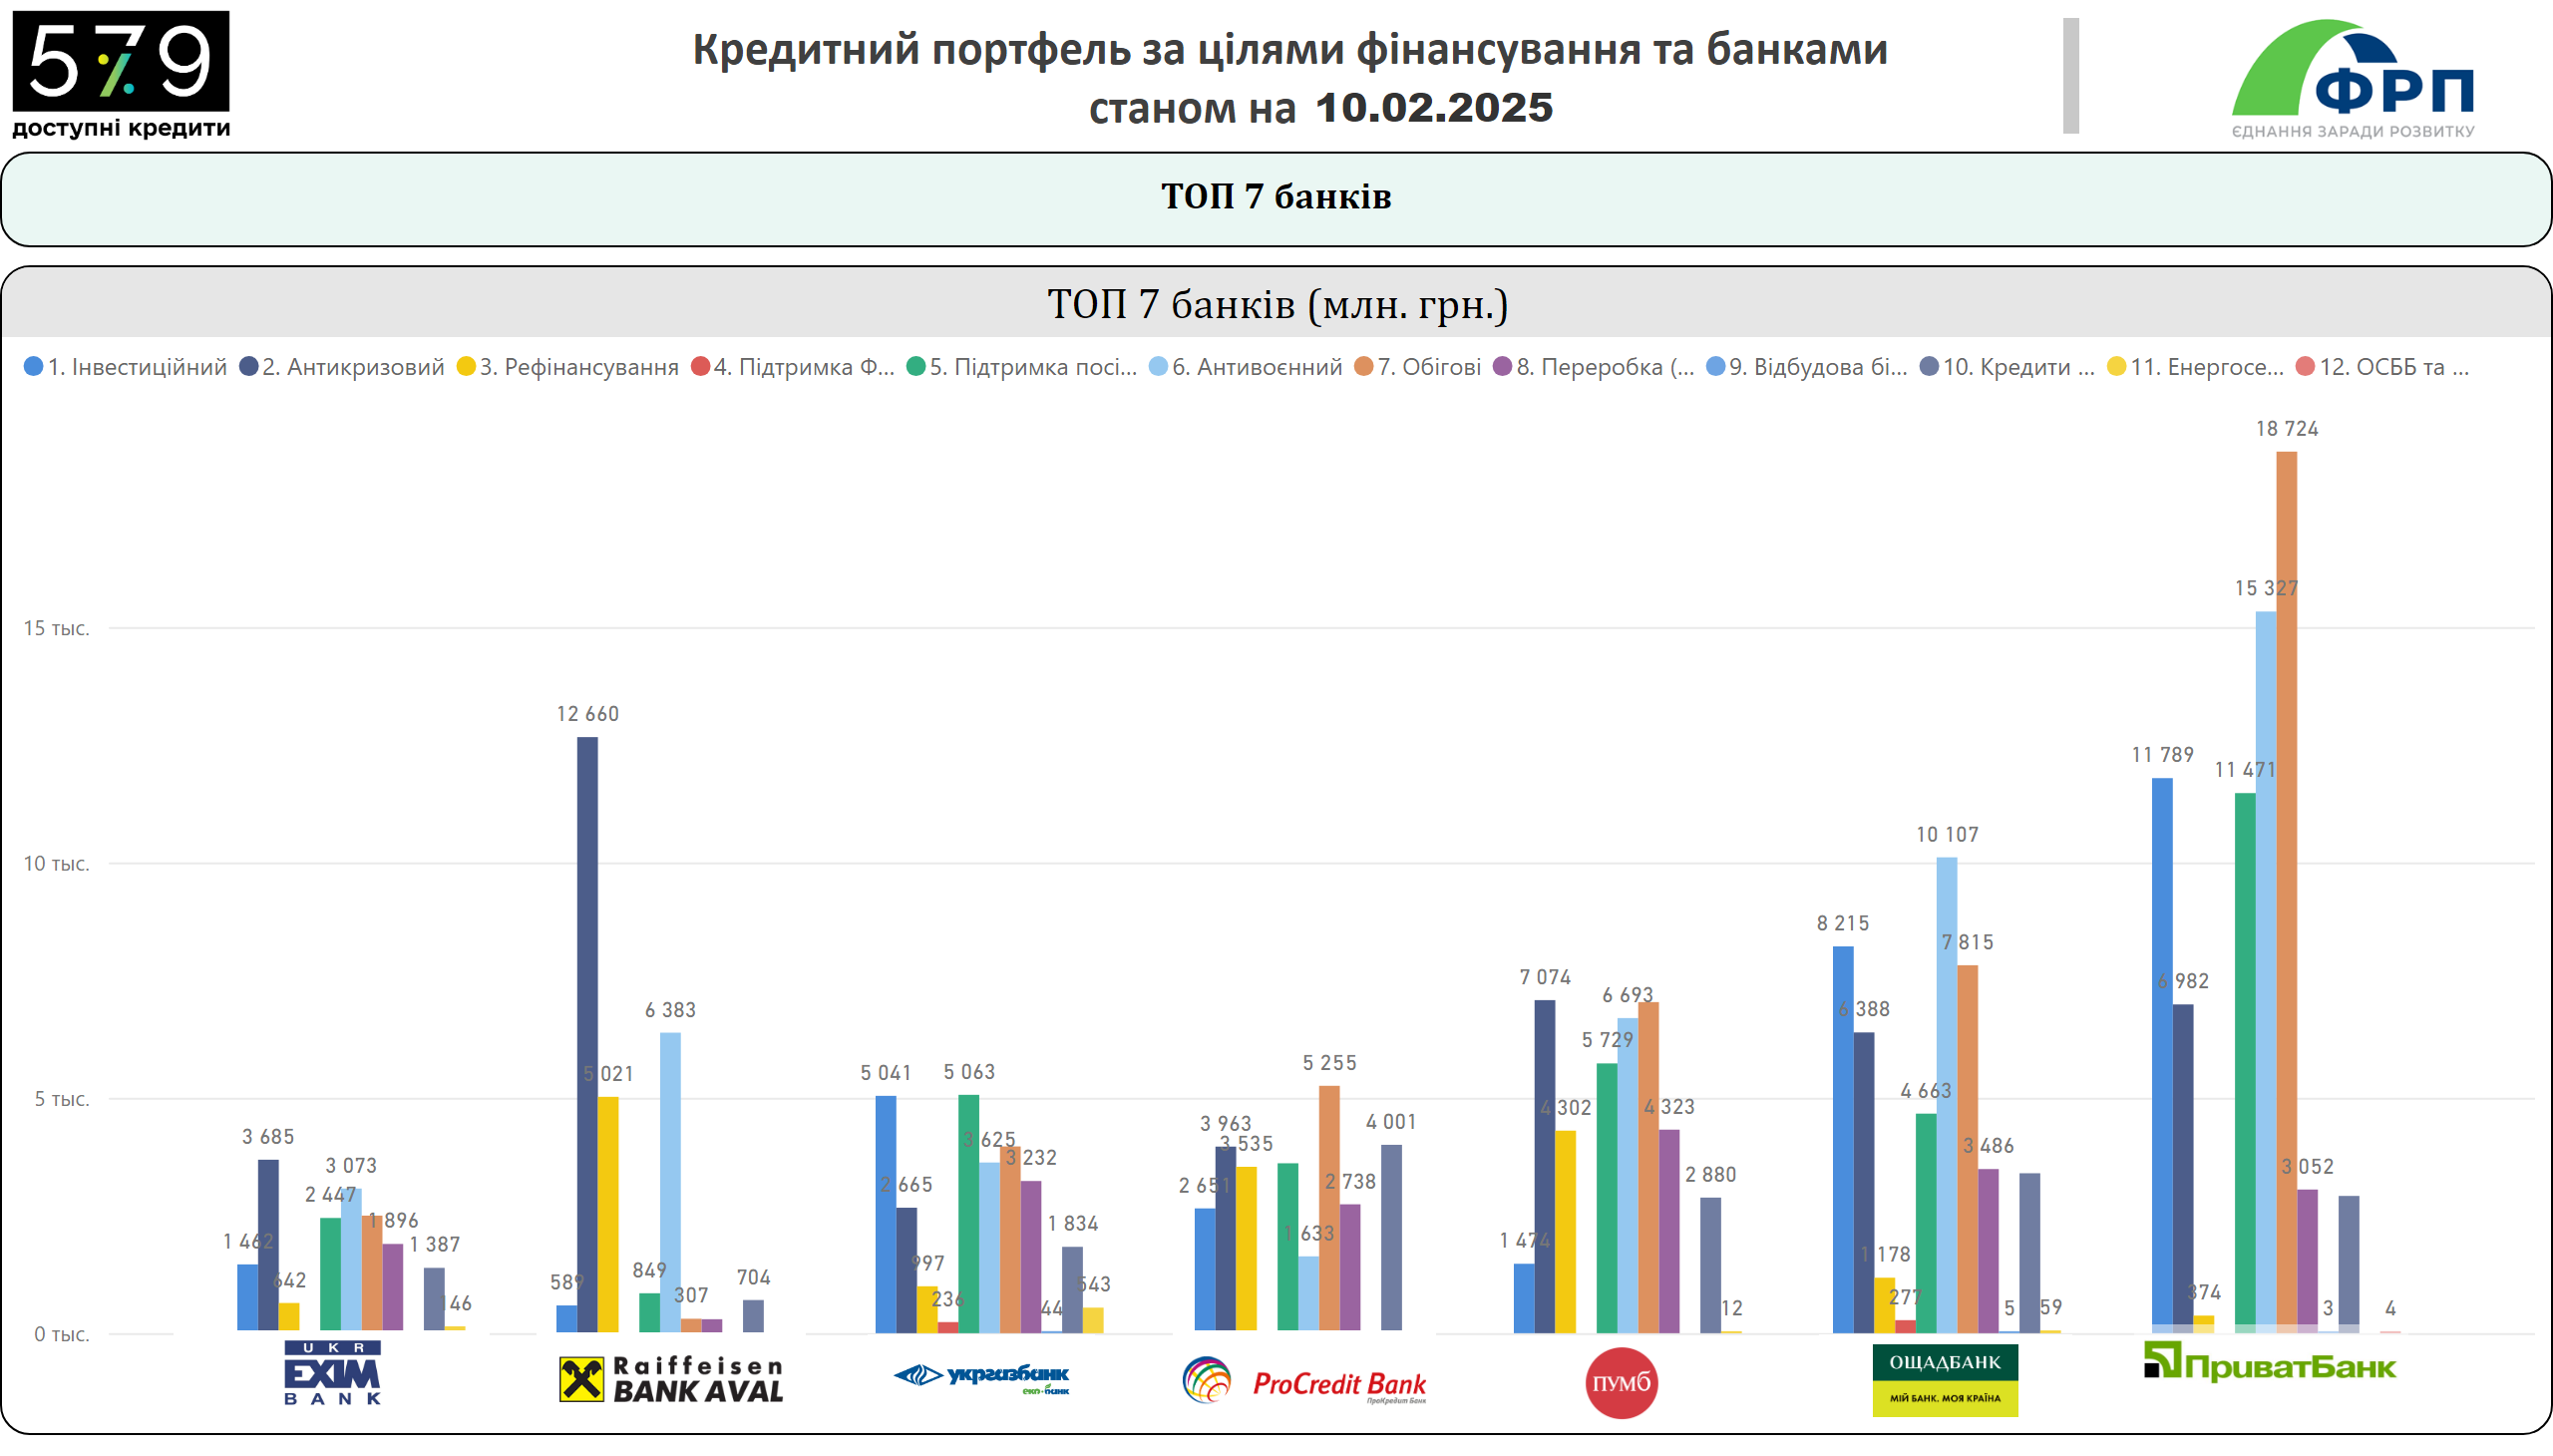 5%9
доступні кредити
Кредитний портфель за цілями фінансування та банками
станом на 10.02.2025
ФРП
ЄДНАННЯ ЗАРАДИ РОЗВИТКУ
ТОП 7 банків
ТОП 7 банків (млн. грн.)
1. Інвестиційний 2. Антикризовий 3. Рефінансування 4. Підтримка Ф... 5. Підтримка посі... 6. Антивоєнний 7. Обігові 8. Переробка (... 9. Відбудова бі... 10. Кредити ... 11. Енергосе... 12. ОСББ та ...
15 тыс.
10 тыс.
5 тыс.
0 тыс.
1 462
3 685
642
2 447
3 073
1 896
1 387
146
589
12 660
5 021
849
6 383
307
704
5 041
2 665
997
236
5 063
3 625
3 232
44
1 834
543
2 651
3 963
3 535
1 633
5 255
2 738
4 001
1 474
7 074
4 302
5 729
6 693
4 323
2 880
12
8 215
6 388
1 178
277
4 663
10 107
7 815
3 486
5
59
11 789
6 982
374
11 471
15 327
18 724
3 052
3
4
UKR
EXIM
BANK
Raiffeisen
BANK AVAL
укргазбанк
еко-банк
ProCredit Bank
ПроКредит Банк
ПУМБ
ОЩАДБАНК
МІЙ БАНК. МОЯ КРАЇНА
ПриватБанк